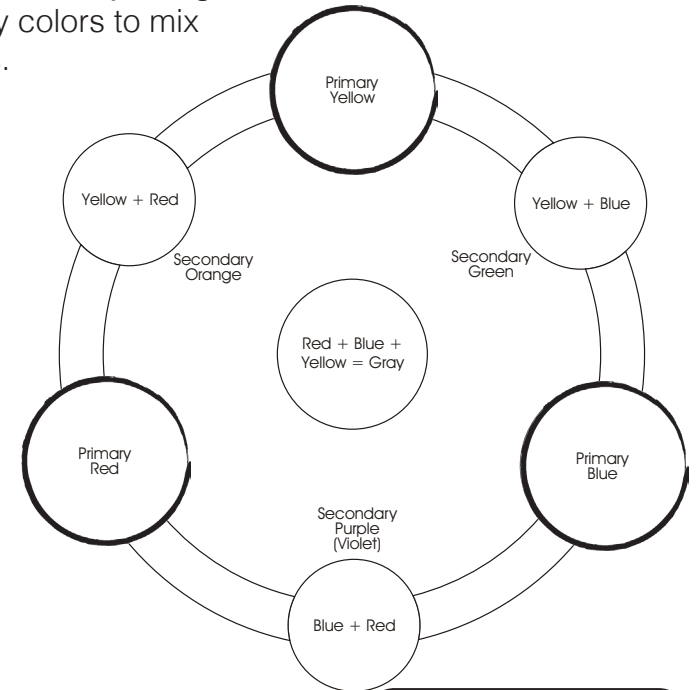 y colors to mix
.
Primary
Yellow
Yellow + Red
Yellow + Blue
Secondary
Orange
Secondary
Green
Red + Blue +
Yellow = Gray
Primary
Red
Primary
Blue
Secondary
Purple
(Violet)
Blue + Red